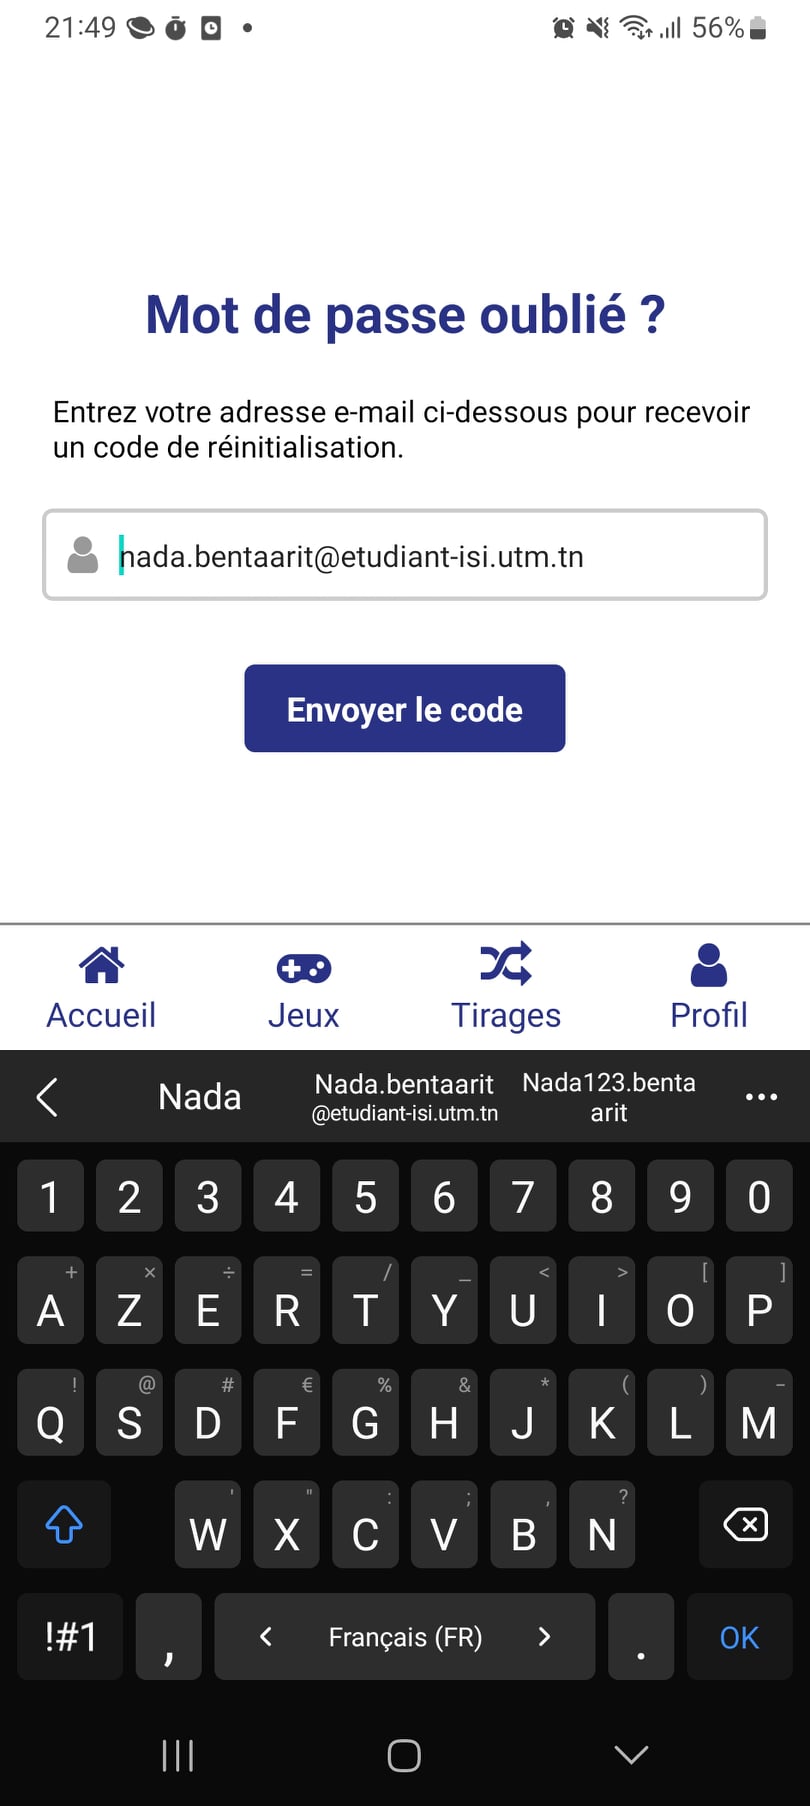 21:49 56%
Mot de passe oublié ?
Entrez votre adresse e-mail ci-dessous pour recevoir
un code de réinitialisation.
nada.bentaarit@etudiant-isi.utm.tn
Envoyer le code
Accueil Jeux Tirages Profil
Nada
Nada.bentaarit
@etudiant-isi.utm.tn
Nada123.benta
arit
1 2 3 4 5 6 7 8 9 0
+ × ÷ = / _ < > [ ]
A Z E R T Y U I O P
! @ # € % & * ( ) -
Q S D F G H J K L M
' " : ; , ?
W X C V B N
!#1 , < Français (FR) > . OK